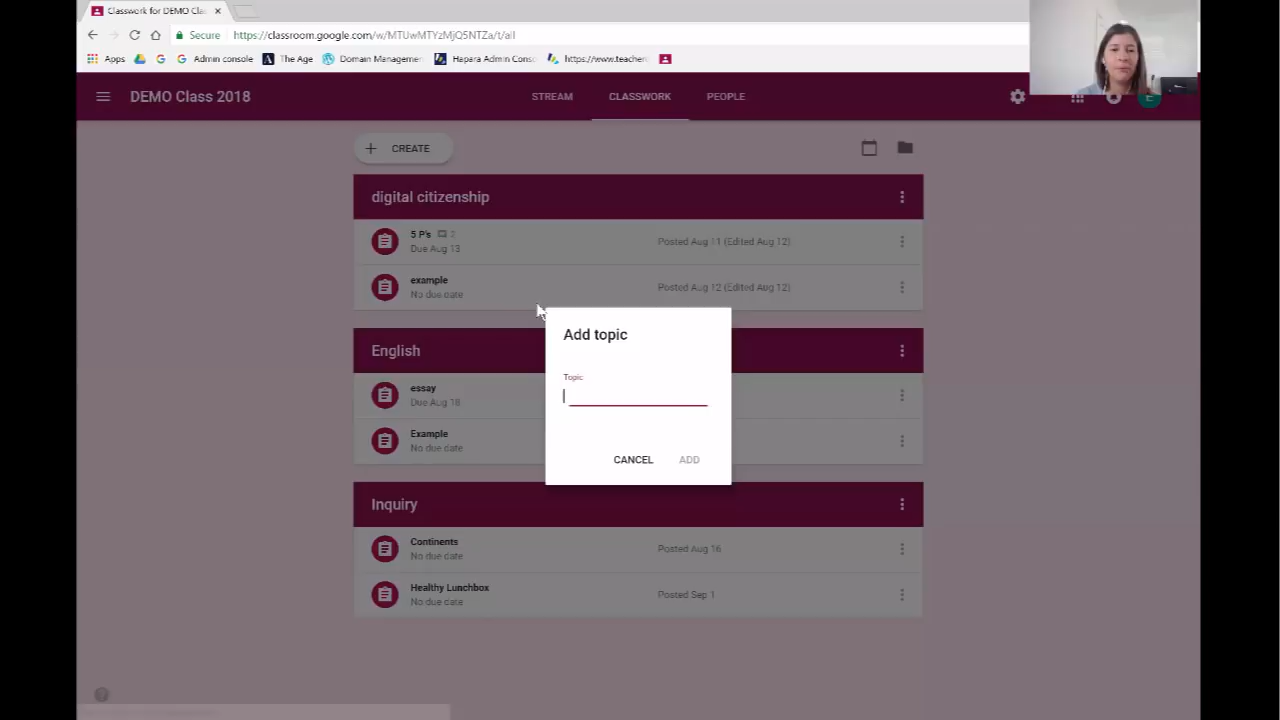 Classwork for DEMO Clas
Secure https://classroom.google.com/w/MTUwMTYzMjQ5NTZa/t/all
Apps Admin console The Age Domain Managemen Hapara Admin Conso https://www.teacher
DEMO Class 2018 STREAM CLASSWORK PEOPLE E
CREATE
digital citizenship
5 P's 2
Due Aug 13
Posted Aug 11 (Edited Aug 12)
example
No due date
Posted Aug 12 (Edited Aug 12)
English
essay
Due Aug 18
Example
No due date
Add topic
Topic
CANCEL ADD
Inquiry
Continents
No due date
Posted Aug 16
Healthy Lunchbox
No due date
Posted Sep 1